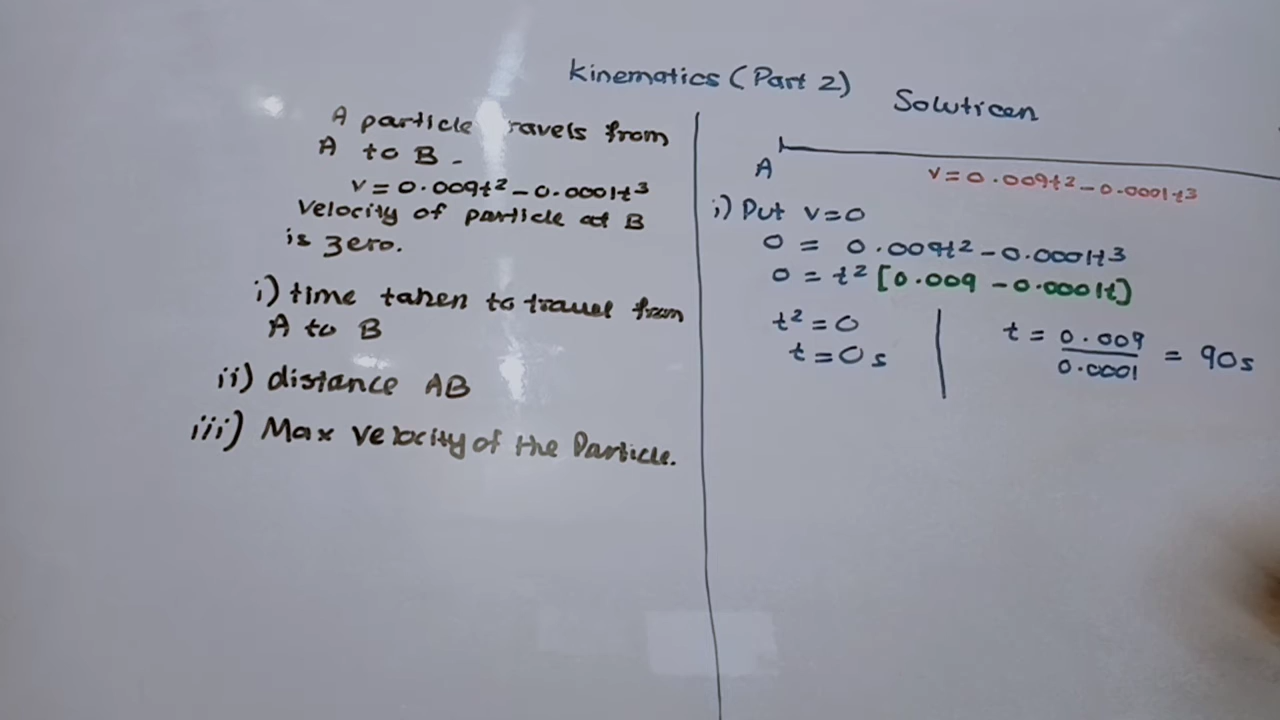 Kinematics (Part 2)
A particle ravels from
A to B -
v = 0.009t² - 0.0001t³
Velocity of particle at B
is zero.
i) time taken to travel from
A to B
ii) distance AB
iii) Max velocity of the Particle.
Solution
A
v = 0.009t² - 0.0001t³
i) Put v = 0
0 = 0.009t² - 0.0001t³
0 = t² [0.009 - 0.0001t]
t² = 0
t = 0 s
t = 0.009 / 0.0001 = 90s